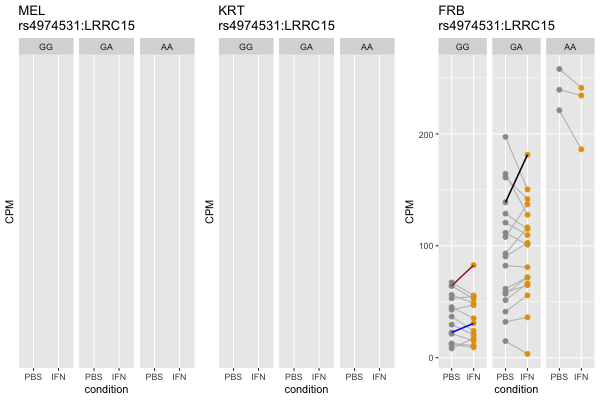 MEL
rs4974531:LRRC15
GG GA AA
CPM
PBS IFN PBS IFN PBS IFN
condition
KRT
rs4974531:LRRC15
GG GA AA
CPM
PBS IFN PBS IFN PBS IFN
condition
FRB
rs4974531:LRRC15
GG GA AA
CPM
200
100
0
PBS IFN PBS IFN PBS IFN
condition